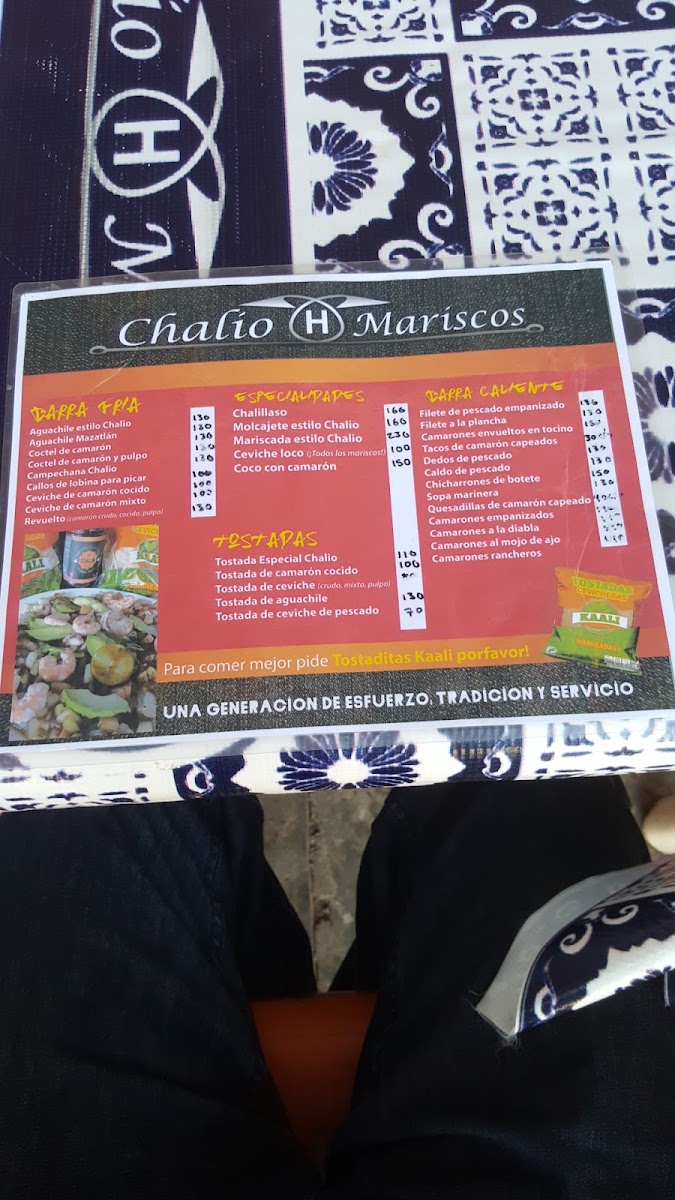 H
Chalio H Mariscos
BARRA FRÍA
Aguachile estilo Chalio 130
Aguachile Mazatlán 130
Coctel de camarón 130
Coctel de camarón y pulpo
Campechana Chalio 130
Callos de lobina para picar
Ceviche de camarón cocido
Ceviche de camarón mixto
Revuelto (camarón crudo, cocido, pulpo) 130
ESPECIALIDADES
Chalillaso 166
Molcajete estilo Chalio 166
Mariscada estilo Chalio 230
Ceviche loco (¡Todos los mariscos!) 100
Coco con camarón 150
TOSTADAS
Tostada Especial Chalio 110
Tostada de camarón cocido 100
Tostada de ceviche (crudo, mixto, pulpo)
Tostada de aguachile 130
Tostada de ceviche de pescado 70
BARRA CALIENTE
Filete de pescado empanizado
Filete a la plancha 130
Camarones envueltos en tocino
Tacos de camarón capeados
Dedos de pescado
Caldo de pescado 130
Chicharrones de botete 150
Sopa marinera 130
Quesadillas de camarón capeado
Camarones empanizados
Camarones a la diabla
Camarones al mojo de ajo
Camarones rancheros
TOSTADAS
CEVICHERAS
KAALI
HORNEADAS
KAALI
Para comer mejor pide Tostaditas Kaali porfavor!
UNA GENERACION DE ESFUERZO, TRADICION Y SERVICIO